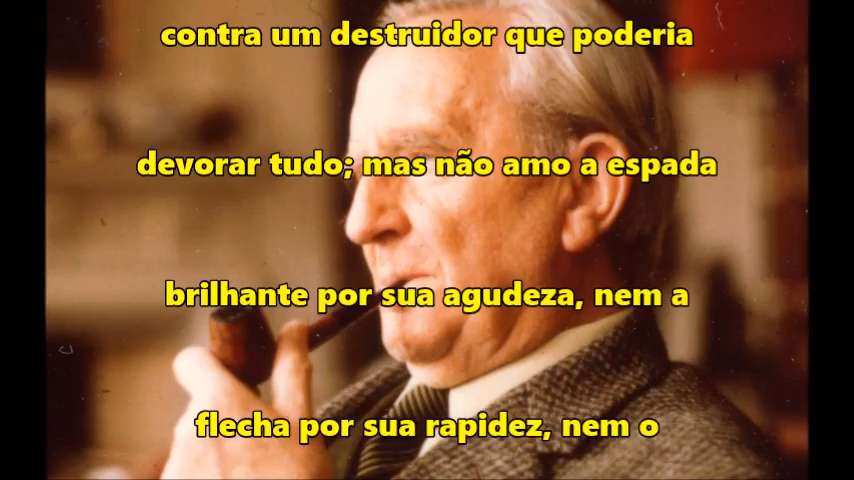 contra um destruidor que poderia
devorar tudo; mas não amo a espada
brilhante por sua agudeza, nem a
flecha por sua rapidez, nem o